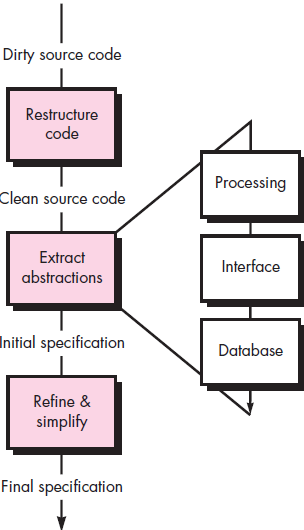 Dirty source code
Restructure
code
Clean source code
Extract
abstractions
Initial specification
Refine &
simplify
Final specification
Processing
Interface
Database